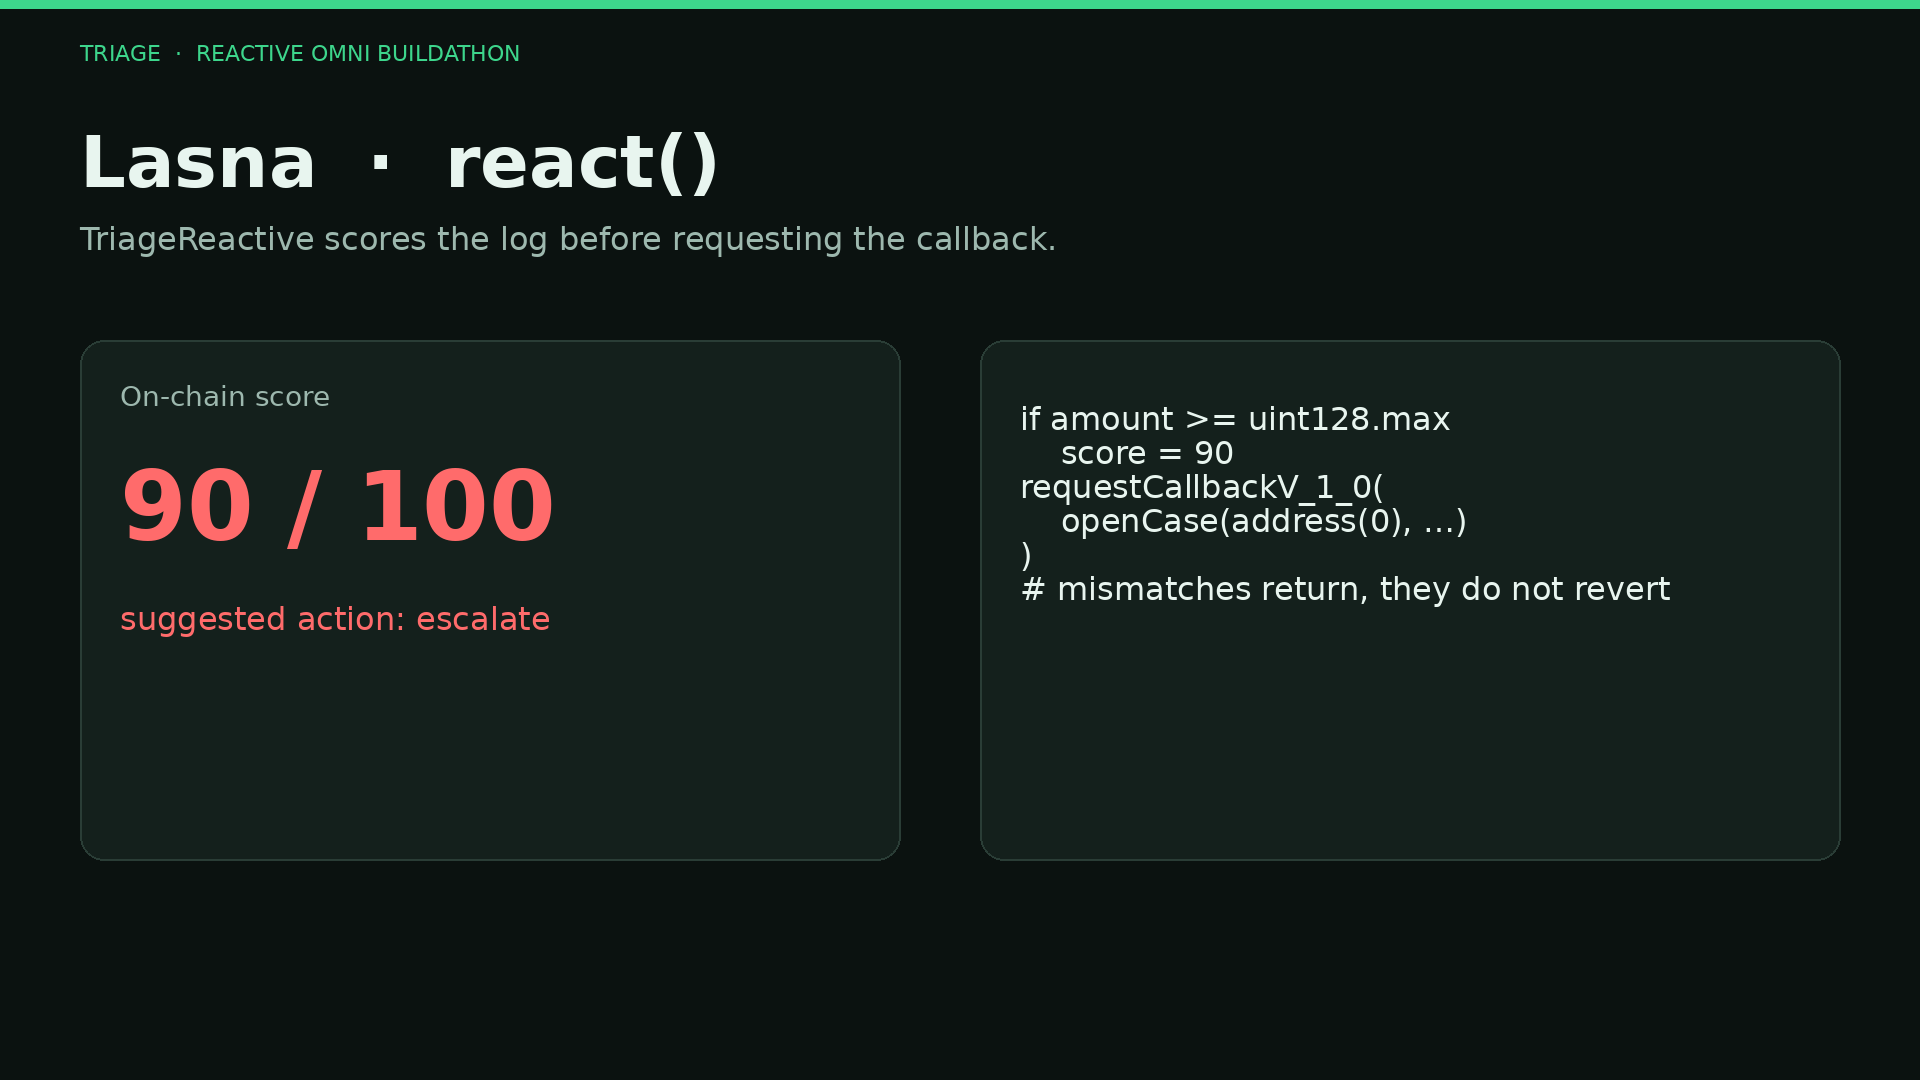 TRIAGE · REACTIVE OMNI BUILDATHON
Lasna · react()
TriageReactive scores the log before requesting the callback.
On-chain score
90 / 100
suggested action: escalate
if amount >= uint128.max
    score = 90
requestCallbackV_1_0(
    openCase(address(0), …)
)
# mismatches return, they do not revert